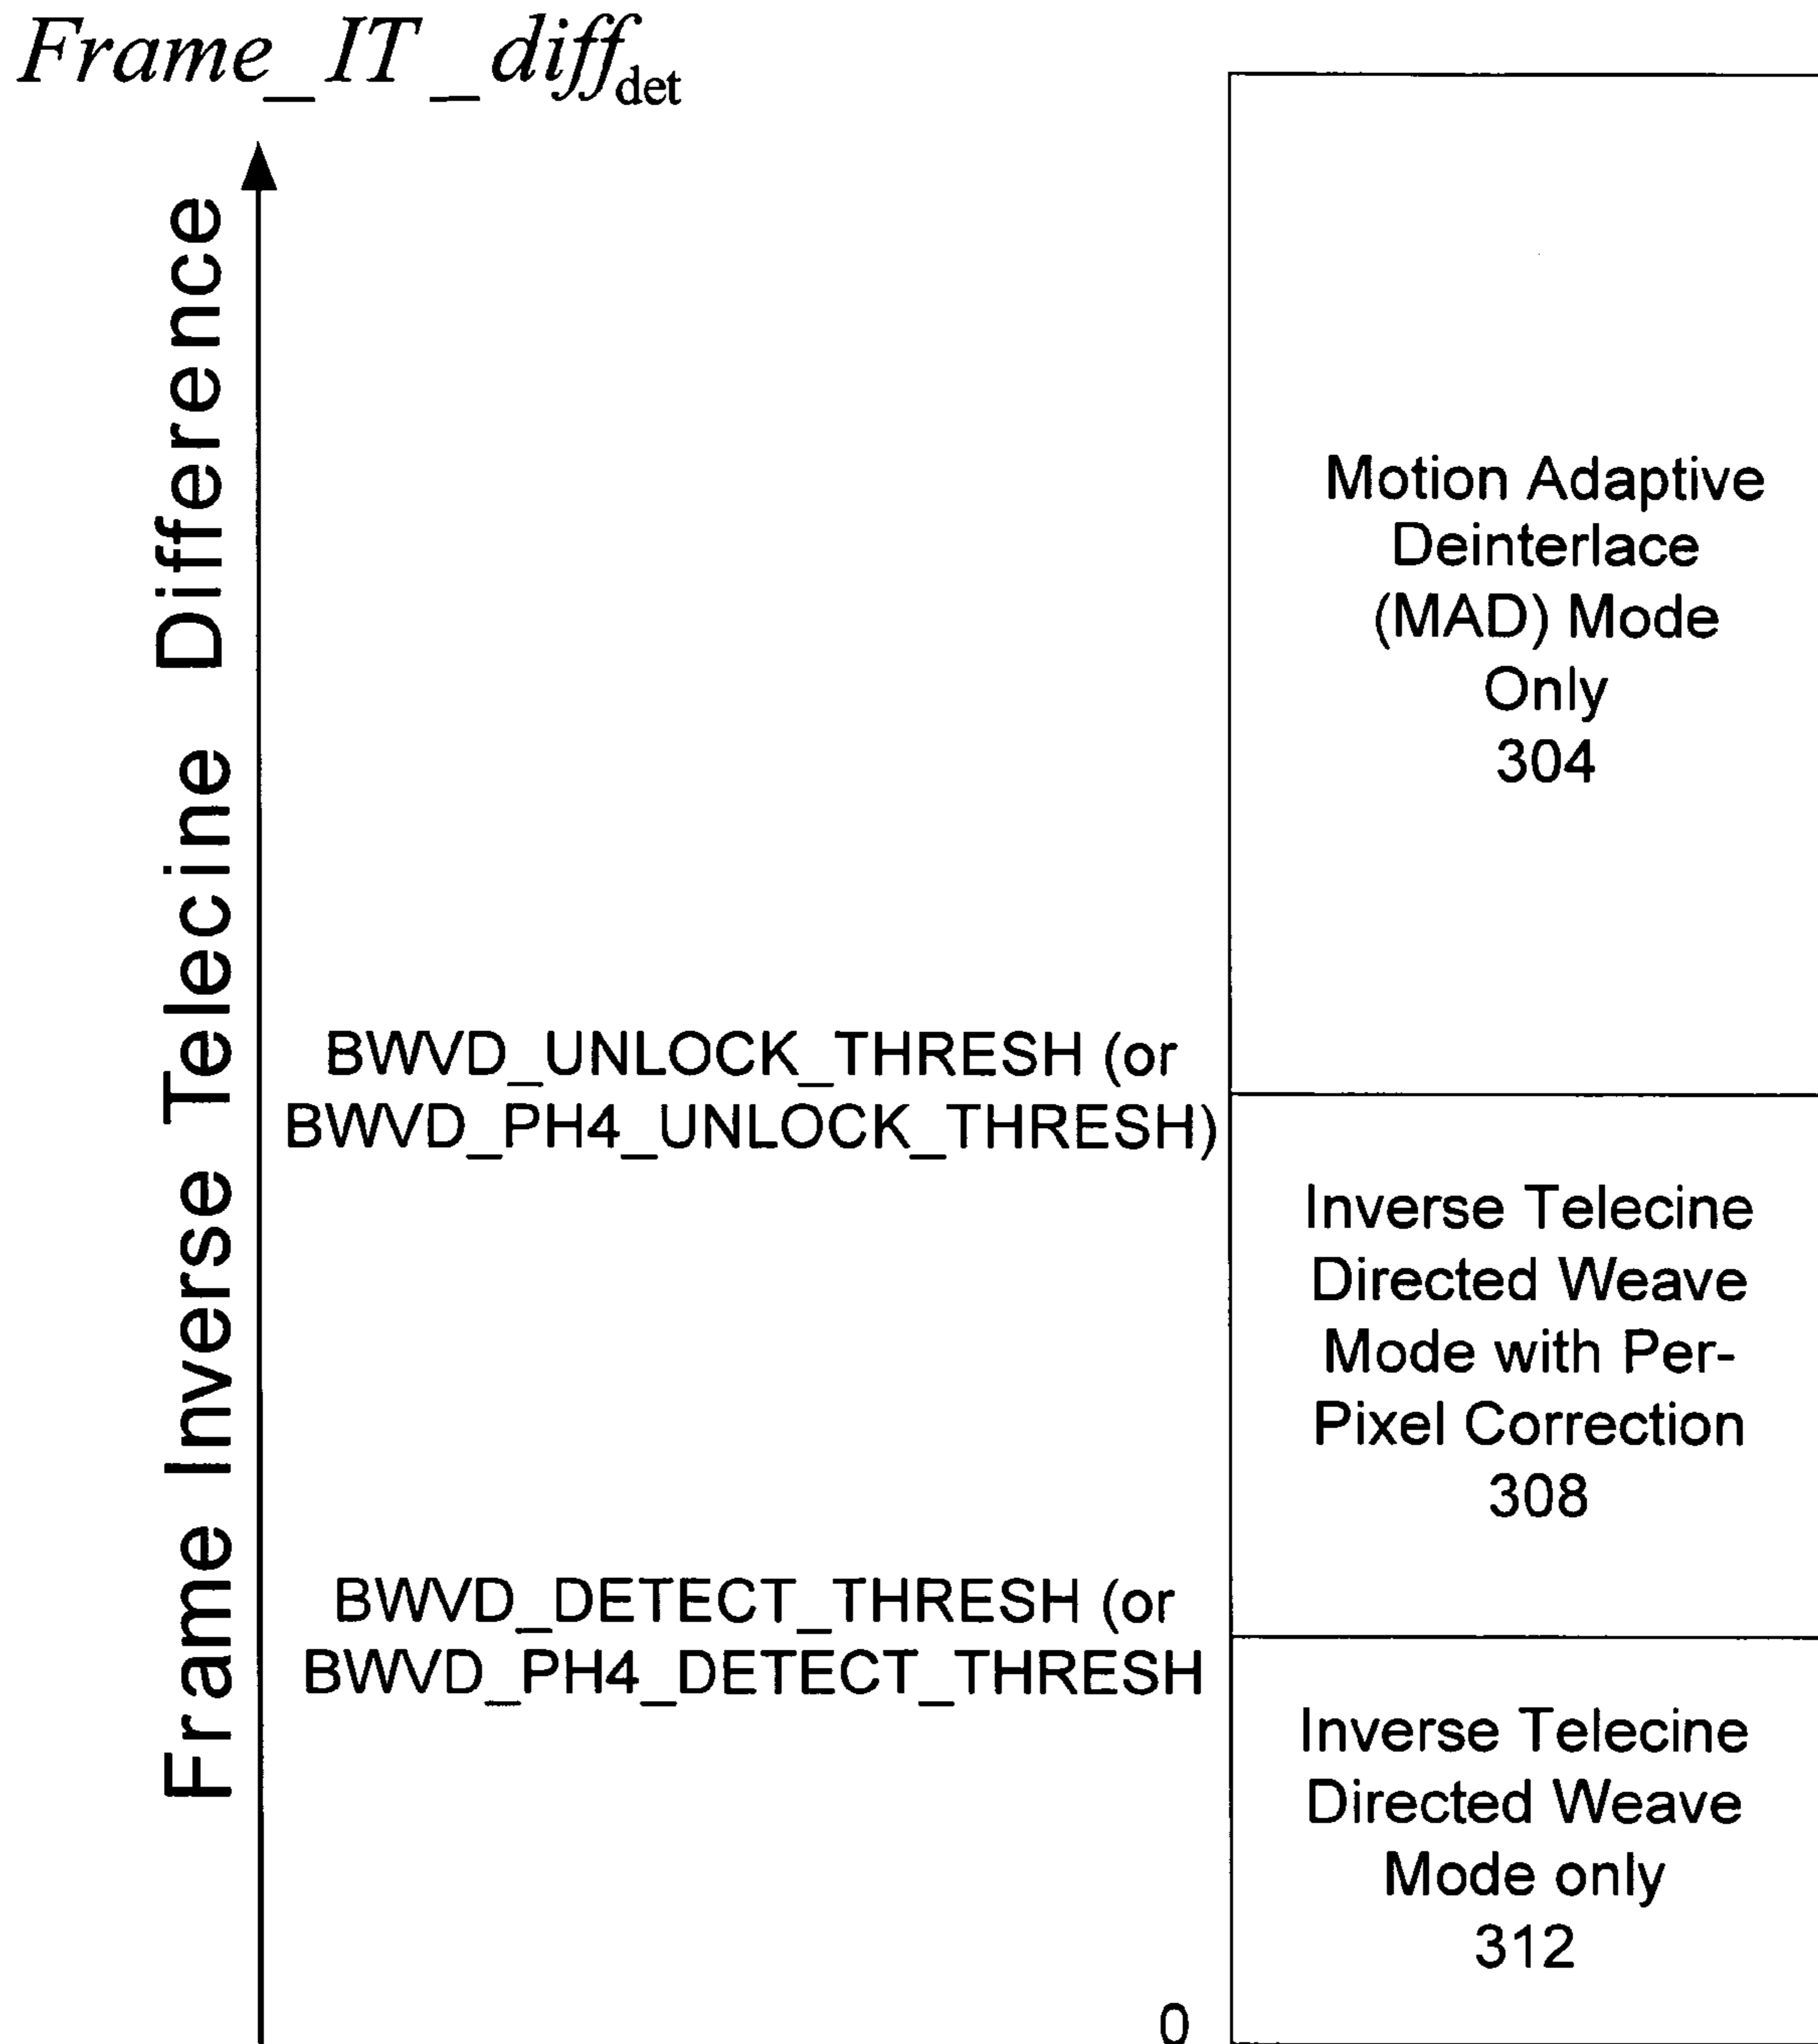 Frame_IT_diff_det
Frame Inverse Telecine Difference
Motion Adaptive
Deinterlace
(MAD) Mode
Only
304
BWVD_UNLOCK_THRESH (or
BWVD_PH4_UNLOCK_THRESH)
Inverse Telecine
Directed Weave
Mode with Per-
Pixel Correction
308
BWVD_DETECT_THRESH (or
BWVD_PH4_DETECT_THRESH
Inverse Telecine
Directed Weave
Mode only
312
0